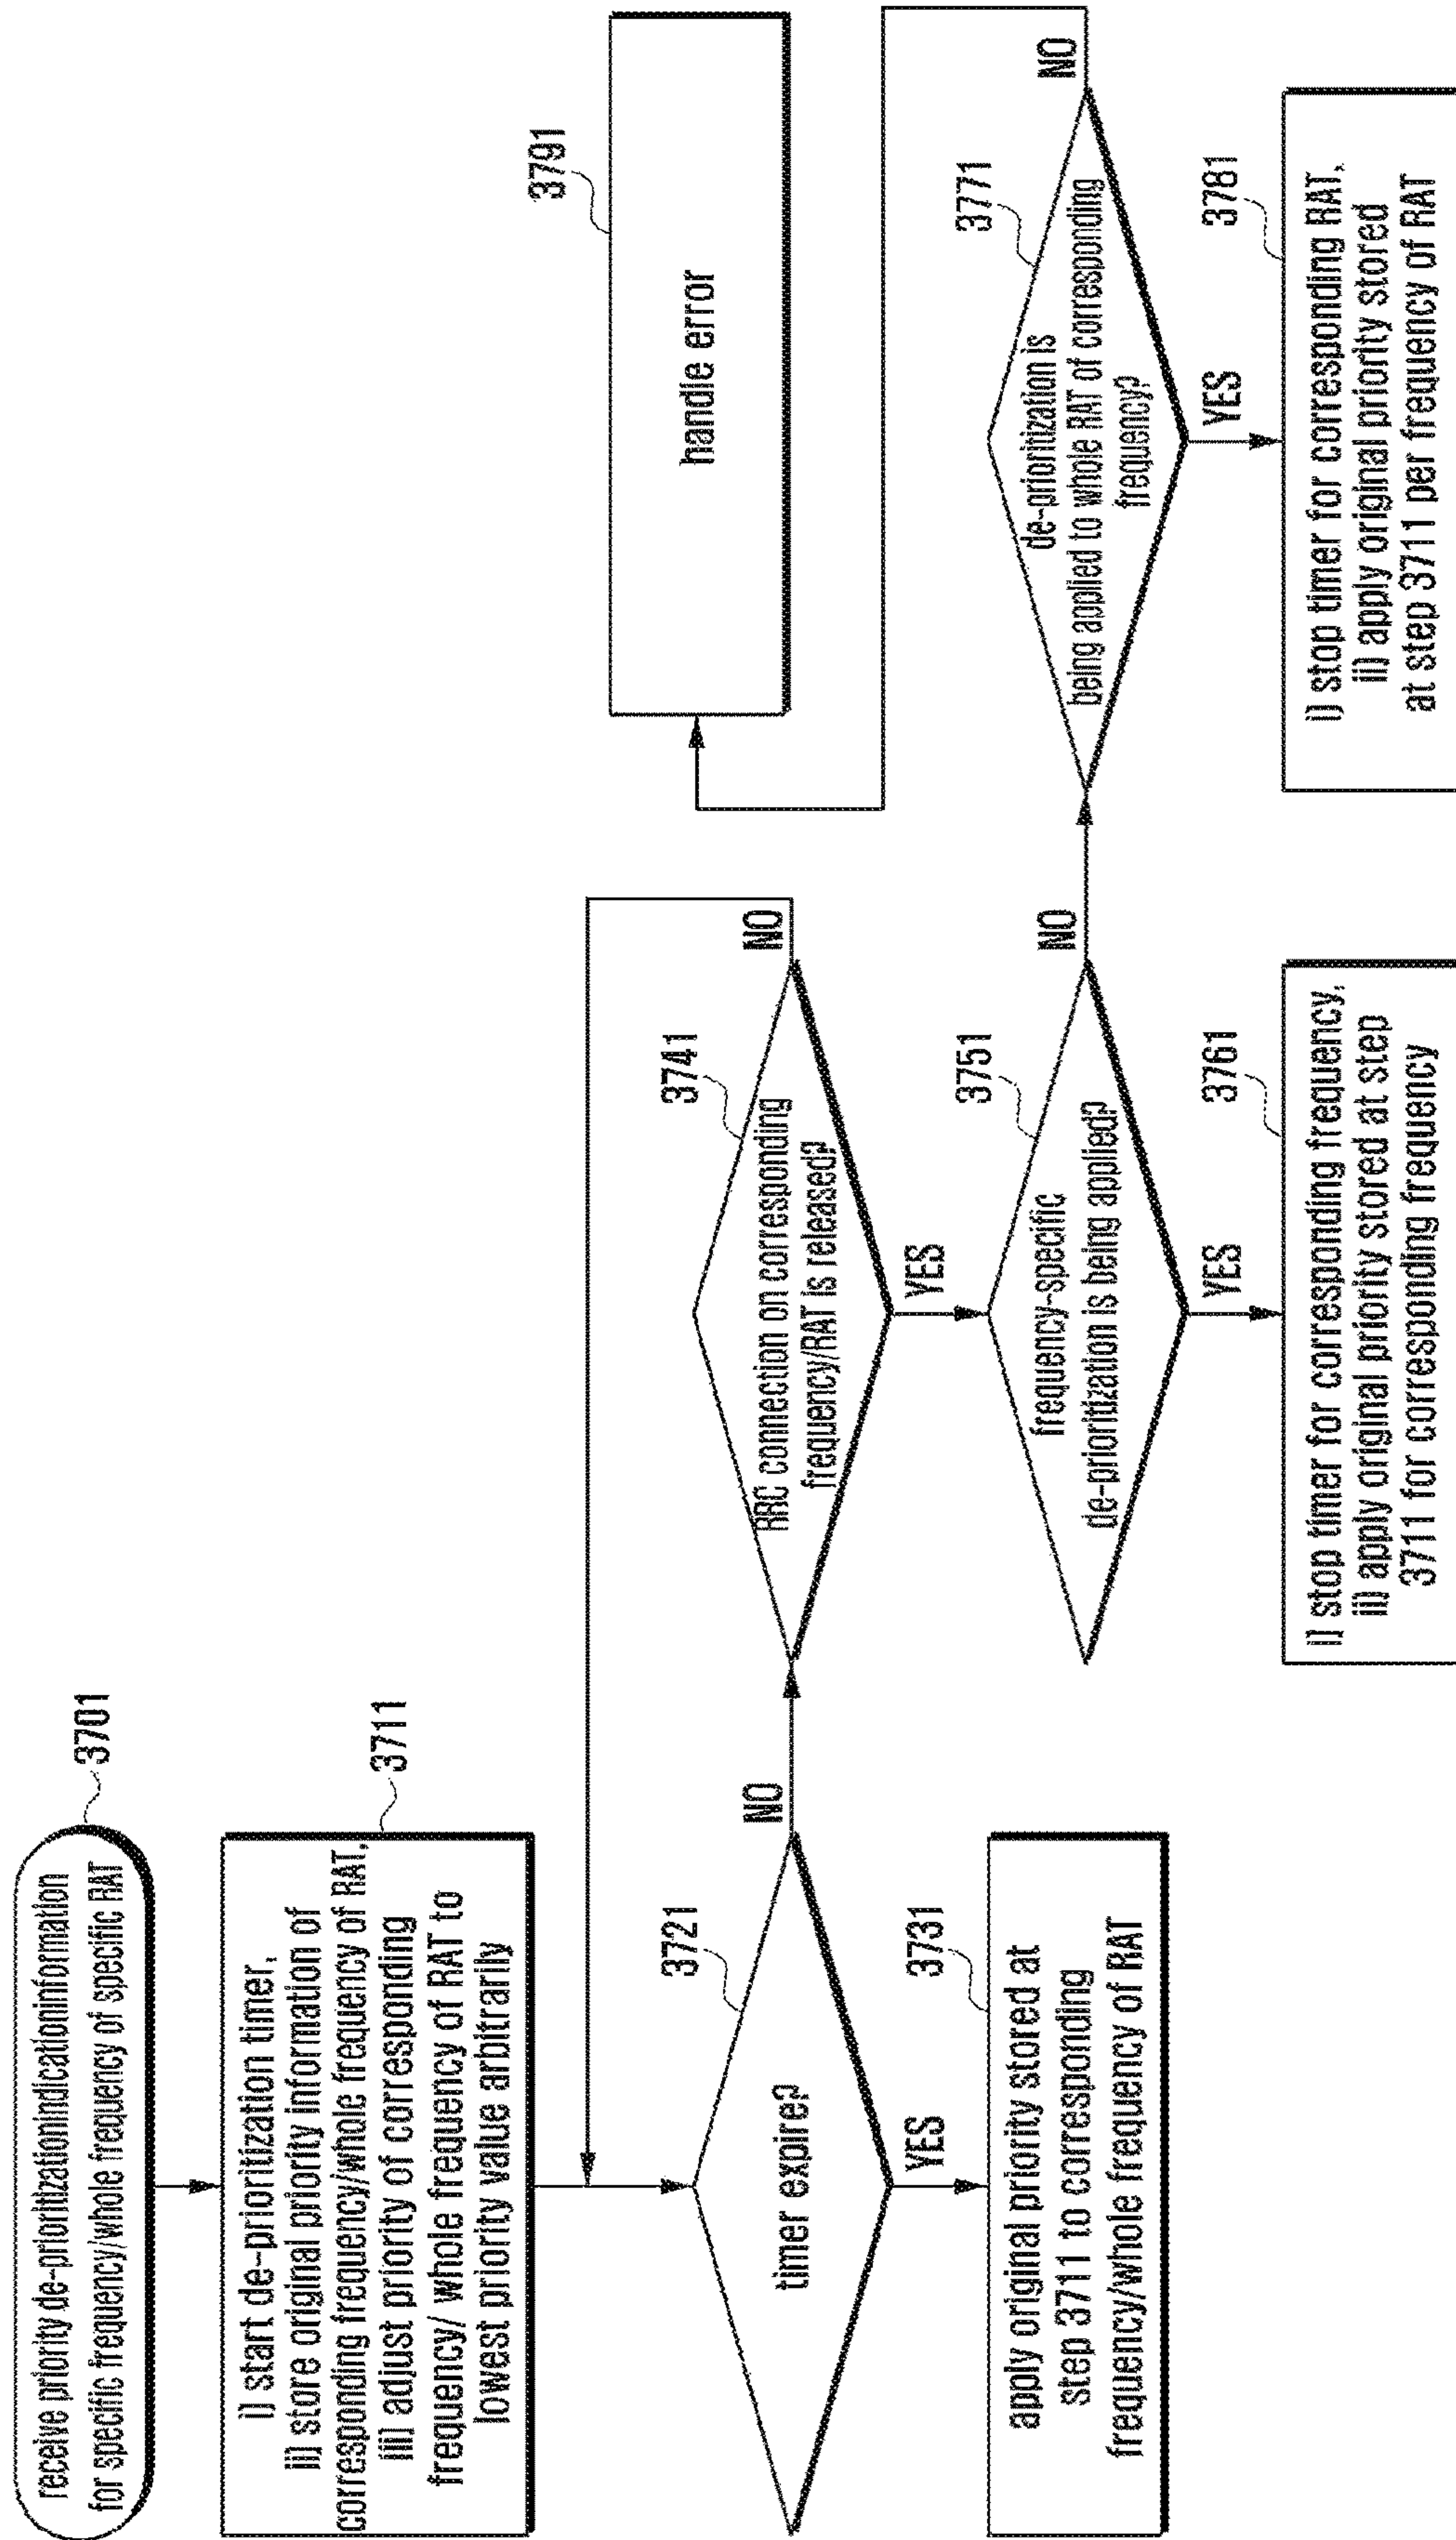 receive priority de-prioritizationindicationinformation
for specific frequency/whole frequency of specific RAT
3701
i) start de-prioritization timer,
ii) store original priority information of
corresponding frequency/whole frequency of RAT,
iii) adjust priority of corresponding
frequency/ whole frequency of RAT to
lowest priority value arbitrarily
3711
timer expire?
3721
NO
YES
apply original priority stored at
step 3711 to corresponding
frequency/whole frequency of RAT
3731
RRC connection on corresponding
frequency/RAT is released?
3741
NO
YES
frequency-specific
de-prioritization is being applied?
3751
NO
YES
i) stop timer for corresponding frequency,
ii) apply original priority stored at step
3711 for corresponding frequency
3761
de-prioritization is
being applied to whole RAT of corresponding
frequency?
3771
NO
YES
i) stop timer for corresponding RAT,
ii) apply original priority stored
at step 3711 per frequency of RAT
3781
handle error
3791